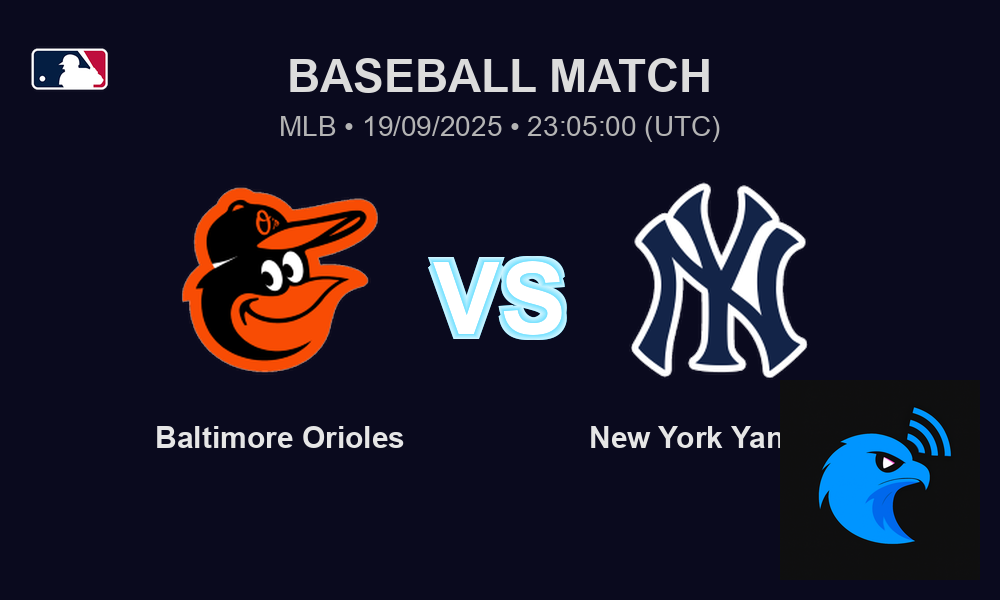 BASEBALL MATCH
MLB • 19/09/2025 • 23:05:00 (UTC)
VS
Baltimore Orioles
New York Yan